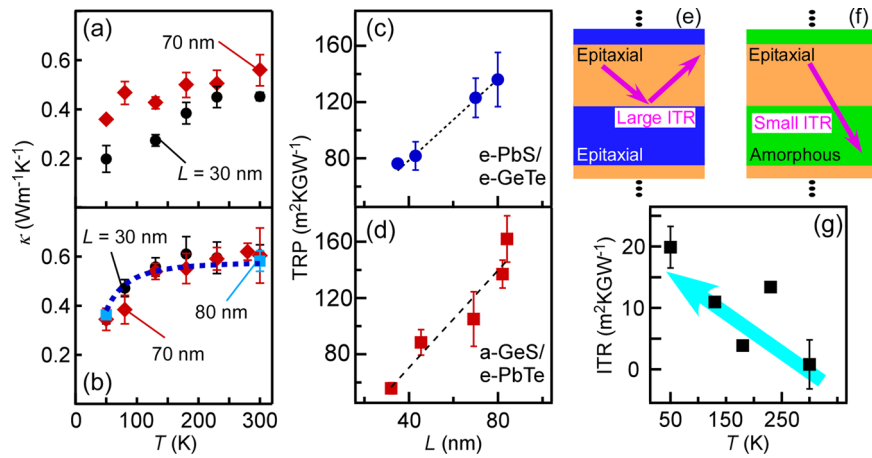 (a)
70 nm
0.6
0.4
0.2
L = 30 nm
κ (Wm⁻¹K⁻¹)
L = 30 nm
0.6
0.4
0.2
80 nm
70 nm
(b)
0
100
200
300
T (K)
(c)
160
120
80
e-PbS/
e-GeTe
TRP (m²KGW⁻¹)
(d)
160
120
80
a-GeS/
e-PbTe
40
80
L (nm)
(e)
Epitaxial
Large ITR
Epitaxial
(f)
Epitaxial
Small ITR
Amorphous
(g)
20
10
0
ITR (m²KGW⁻¹)
50
150
250
T (K)